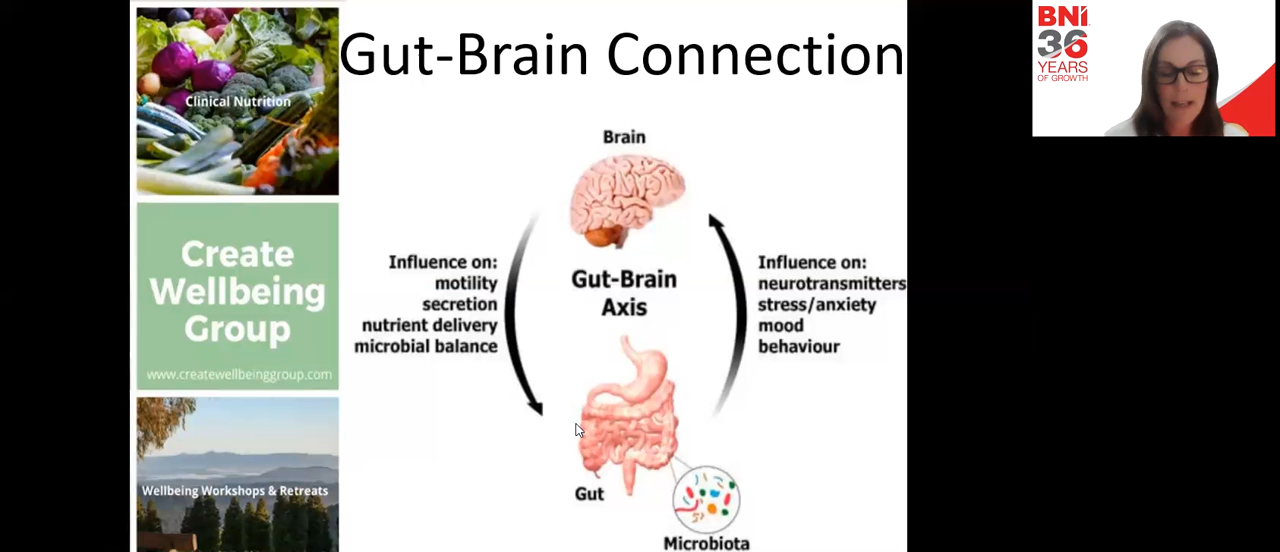 Gut-Brain Connection
Clinical Nutrition
Create
Wellbeing
Group
www.createwellbeinggroup.com
Wellbeing Workshops & Retreats
Brain
Influence on:
motility
secretion
nutrient delivery
microbial balance
Gut-Brain
Axis
Influence on:
neurotransmitters
stress/anxiety
mood
behaviour
Gut
Microbiota
BNI
36
YEARS
OF GROWTH